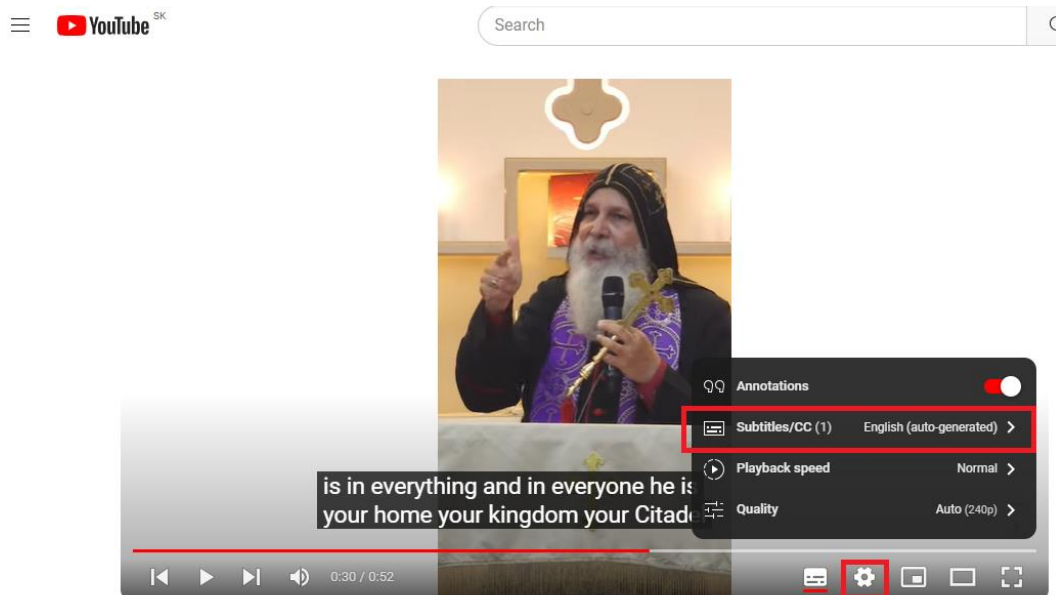 YouTube SK
Search
Annotations
Subtitles/CC (1) English (auto-generated)
is in everything and in everyone he is
your home your kingdom your
Playback speed Normal
Quality Auto (240p)
0:30 / 0:52